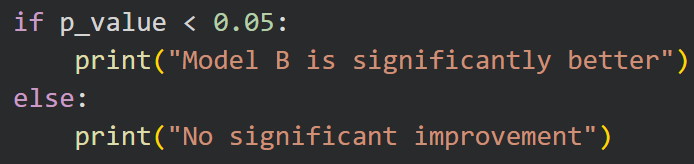 if p_value < 0.05:
    print("Model B is significantly better")
else:
    print("No significant improvement")